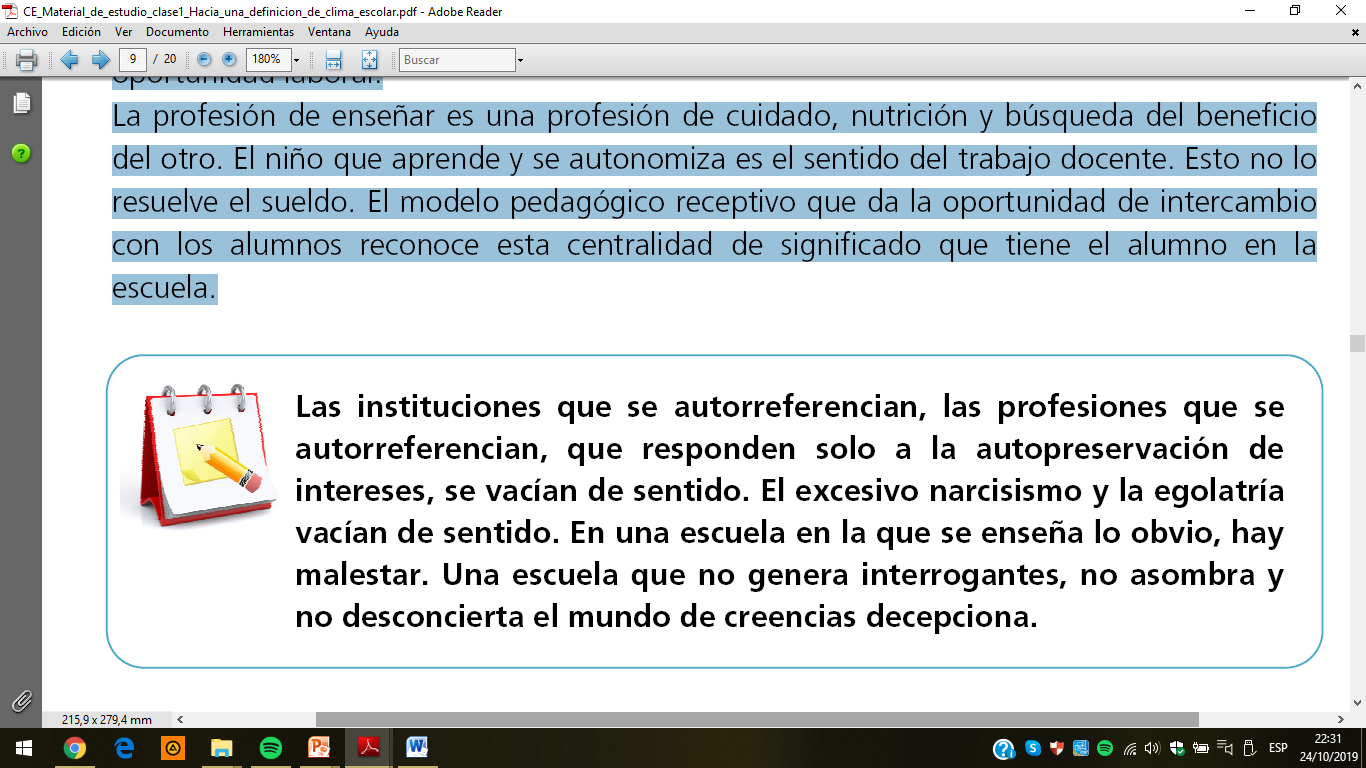 CE_Material_de_estudio_clase1_Hacia_una_definicion_de_clima_escolar.pdf - Adobe Reader
Archivo Edición Ver Documento Herramientas Ventana Ayuda
9 / 20 180% Buscar
oportunidad laboral.
La profesión de enseñar es una profesión de cuidado, nutrición y búsqueda del beneficio
del otro. El niño que aprende y se autonomiza es el sentido del trabajo docente. Esto no lo
resuelve el sueldo. El modelo pedagógico receptivo que da la oportunidad de intercambio
con los alumnos reconoce esta centralidad de significado que tiene el alumno en la
escuela.
Las instituciones que se autorreferencian, las profesiones que se
autorreferencian, que responden solo a la autopreservación de
intereses, se vacían de sentido. El excesivo narcisismo y la egolatría
vacían de sentido. En una escuela en la que se enseña lo obvio, hay
malestar. Una escuela que no genera interrogantes, no asombra y
no desconcierta el mundo de creencias decepciona.
215,9 x 279,4 mm
ESP
22:31
24/10/2019